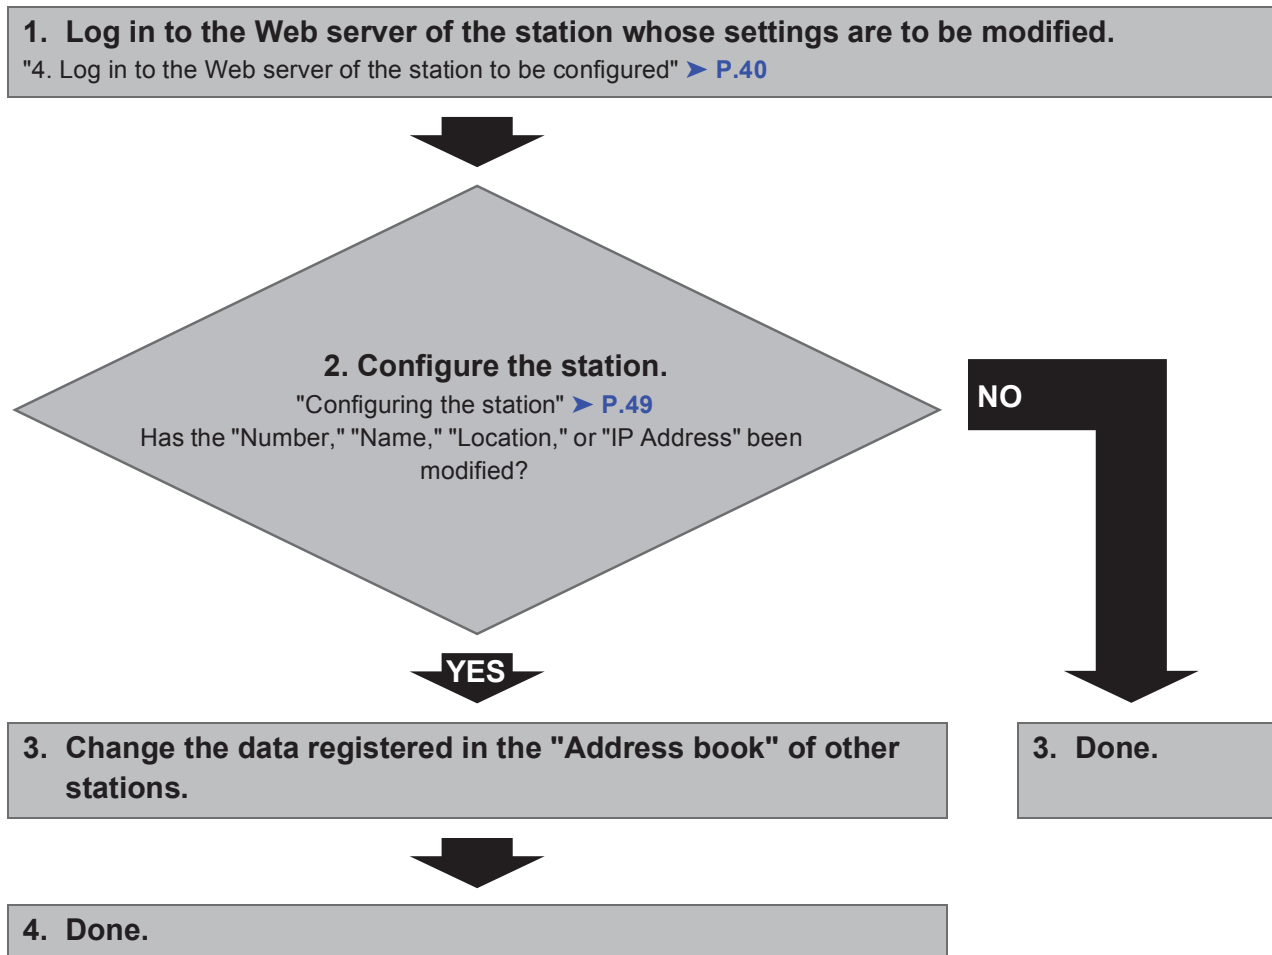 1. Log in to the Web server of the station whose settings are to be modified.
"4. Log in to the Web server of the station to be configured" ➤ P.40
2. Configure the station.
"Configuring the station" ➤ P.49
Has the "Number," "Name," "Location," or "IP Address" been
modified?
NO
YES
3. Change the data registered in the "Address book" of other
stations.
3. Done.
4. Done.